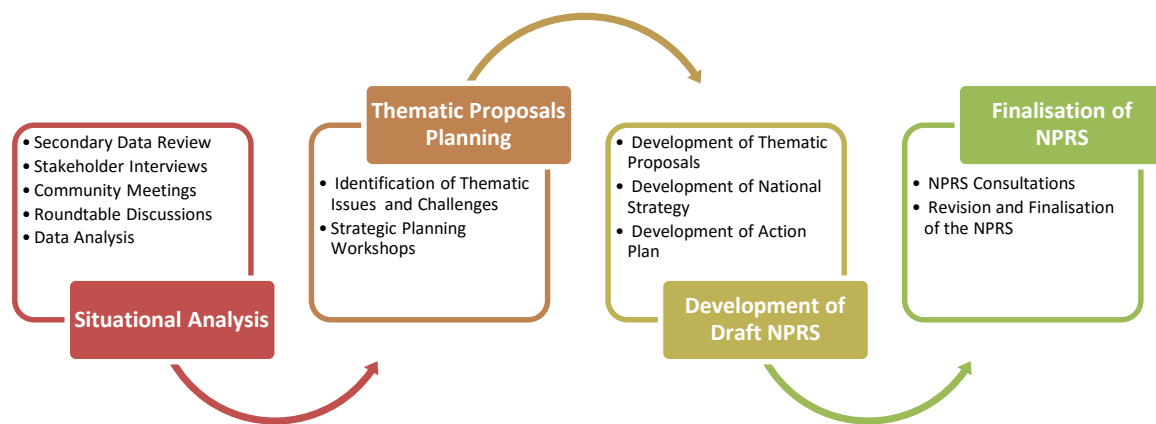 • Secondary Data Review
• Stakeholder Interviews
• Community Meetings
• Roundtable Discussions
• Data Analysis
Situational Analysis
Thematic Proposals
Planning
• Identification of Thematic
Issues and Challenges
• Strategic Planning
Workshops
• Development of Thematic
Proposals
• Development of National
Strategy
• Development of Action
Plan
Development of
Draft NPRS
Finalisation of
NPRS
• NPRS Consultations
• Revision and Finalisation
of the NPRS